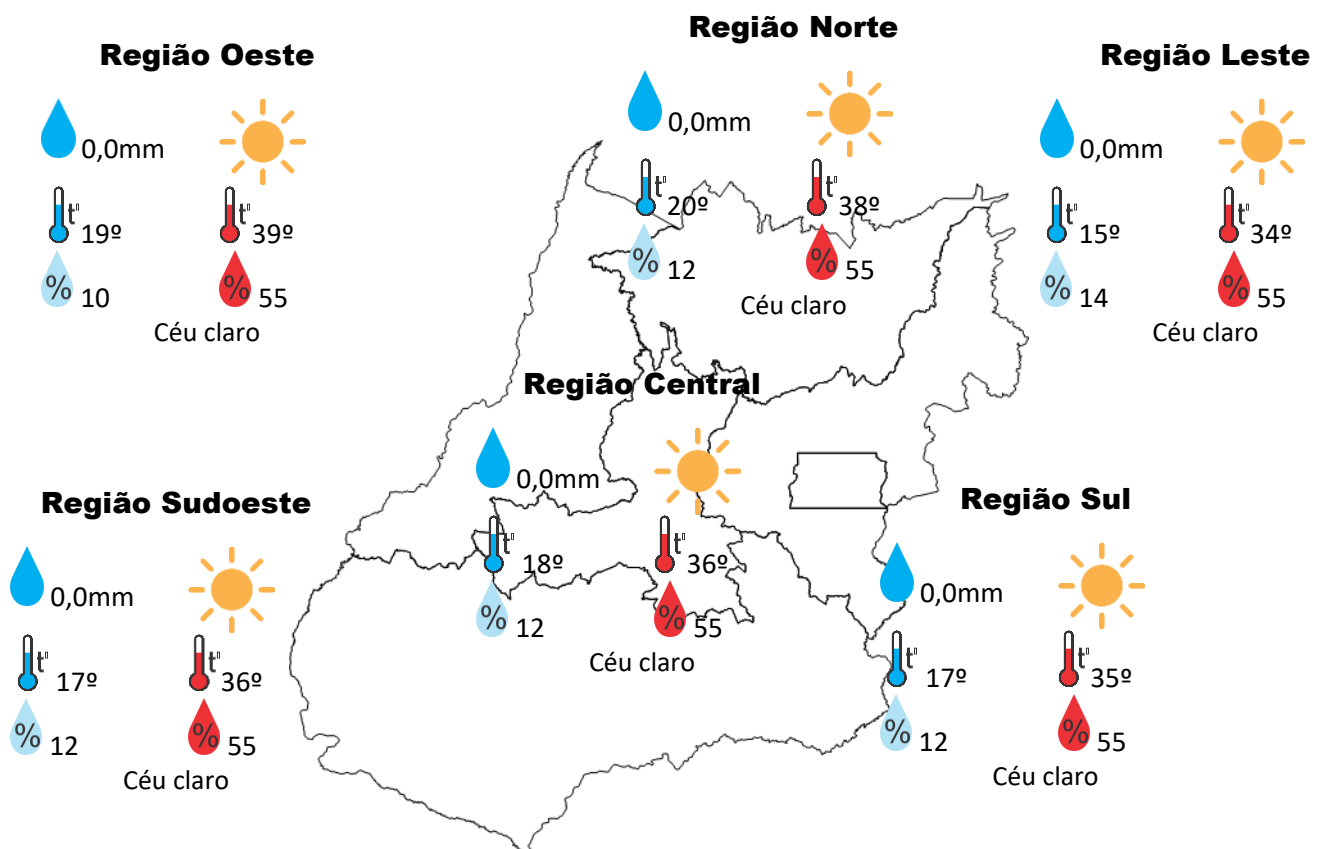 Região Oeste
0,0mm
t°
19º
t°
39º
%
10
%
55
Céu claro
Região Norte
0,0mm
t°
20º
t°
38º
%
12
%
55
Céu claro
Região Leste
0,0mm
t°
15º
t°
34º
%
14
%
55
Céu claro
Região Central
0,0mm
t°
18º
t°
36º
%
12
%
55
Céu claro
Região Sudoeste
0,0mm
t°
17º
t°
36º
%
12
%
55
Céu claro
Região Sul
0,0mm
t°
17º
t°
35º
%
12
%
55
Céu claro